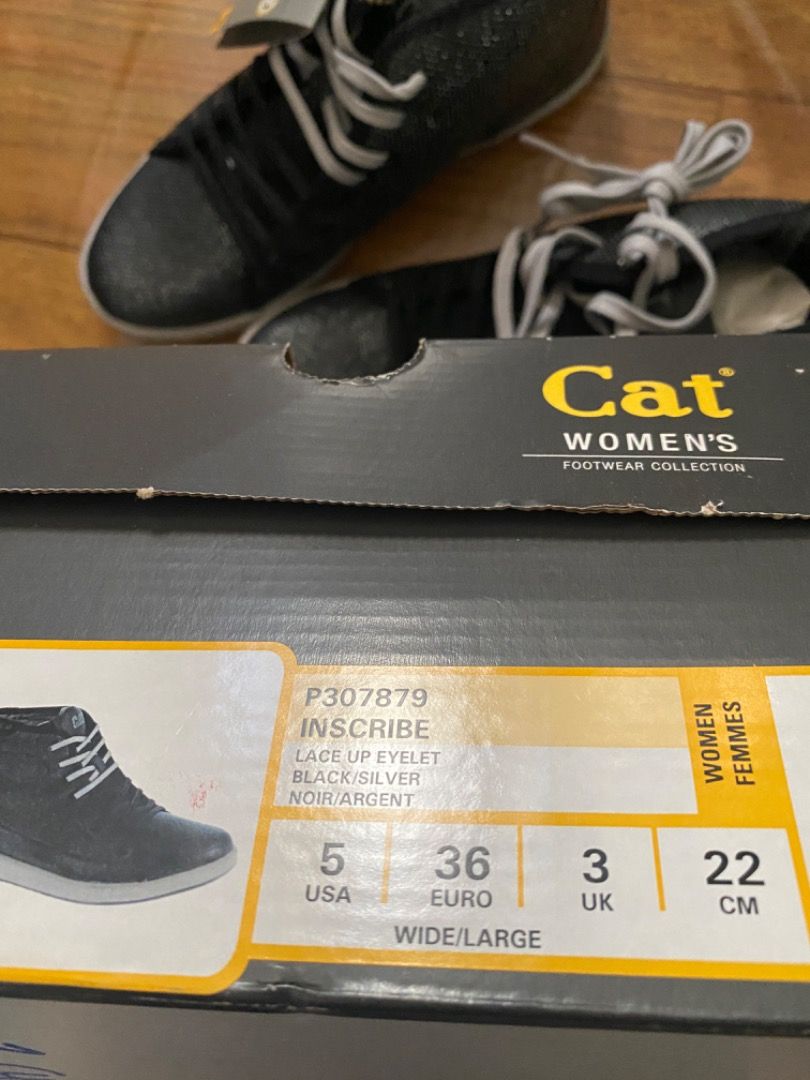 Cat®
WOMEN'S
FOOTWEAR COLLECTION
P307879
INSCRIBE
LACE UP EYELET
BLACK/SILVER
NOIR/ARGENT
WOMEN
FEMMES
5
USA
36
EURO
3
UK
22
CM
WIDE/LARGE